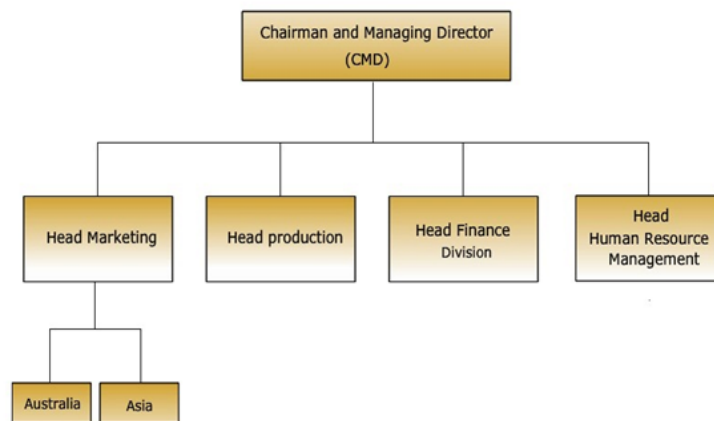 Chairman and Managing Director
(CMD)
Head Marketing
Head production
Head Finance
Division
Head
Human Resource
Management
Australia
Asia